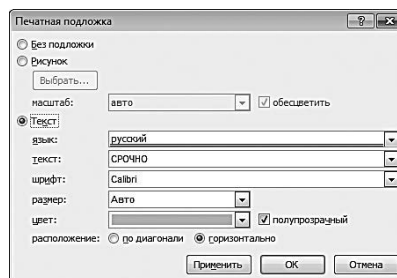 Печатная подложка
Без подложки
Рисунок
Выбрать...
масштаб: авто обесцветить
Текст
язык: русский
текст: СРОЧНО
шрифт: Calibri
размер: Авто
цвет: полупрозрачный
расположение: по диагонали горизонтально
Применить ОК Отмена